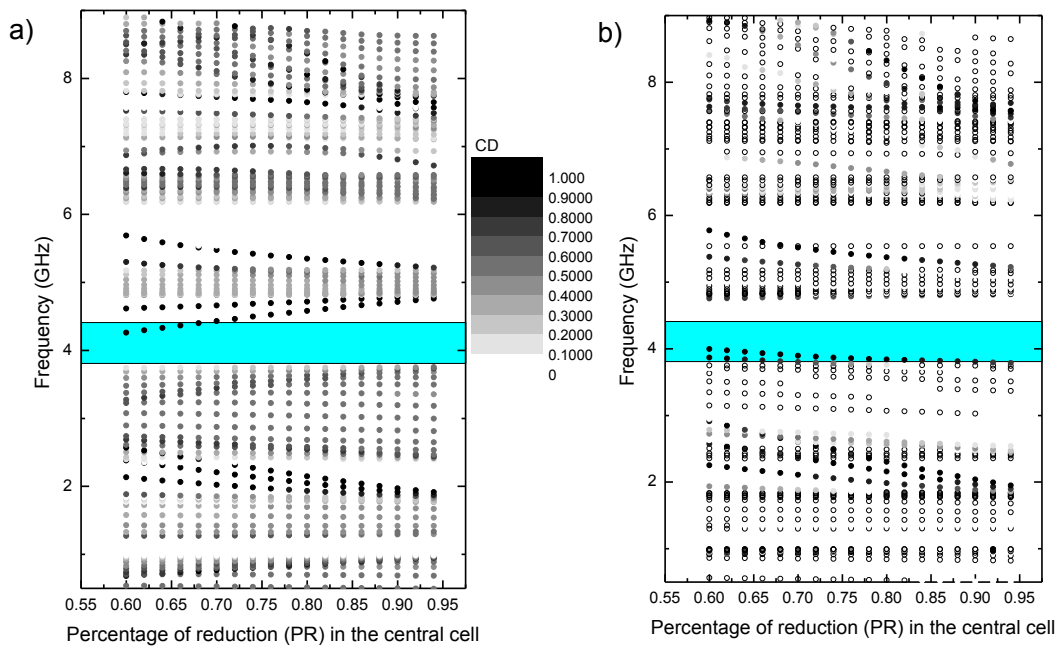 a)
b)
8
6
4
2
Frequency (GHz)
0.55 0.60 0.65 0.70 0.75 0.80 0.85 0.90 0.95
Percentage of reduction (PR) in the central cell
CD
1.000
0.9000
0.8000
0.7000
0.6000
0.5000
0.4000
0.3000
0.2000
0.1000
0
8
6
4
2
Frequency (GHz)
0.55 0.60 0.65 0.70 0.75 0.80 0.85 0.90 0.95
Percentage of reduction (PR) in the central cell